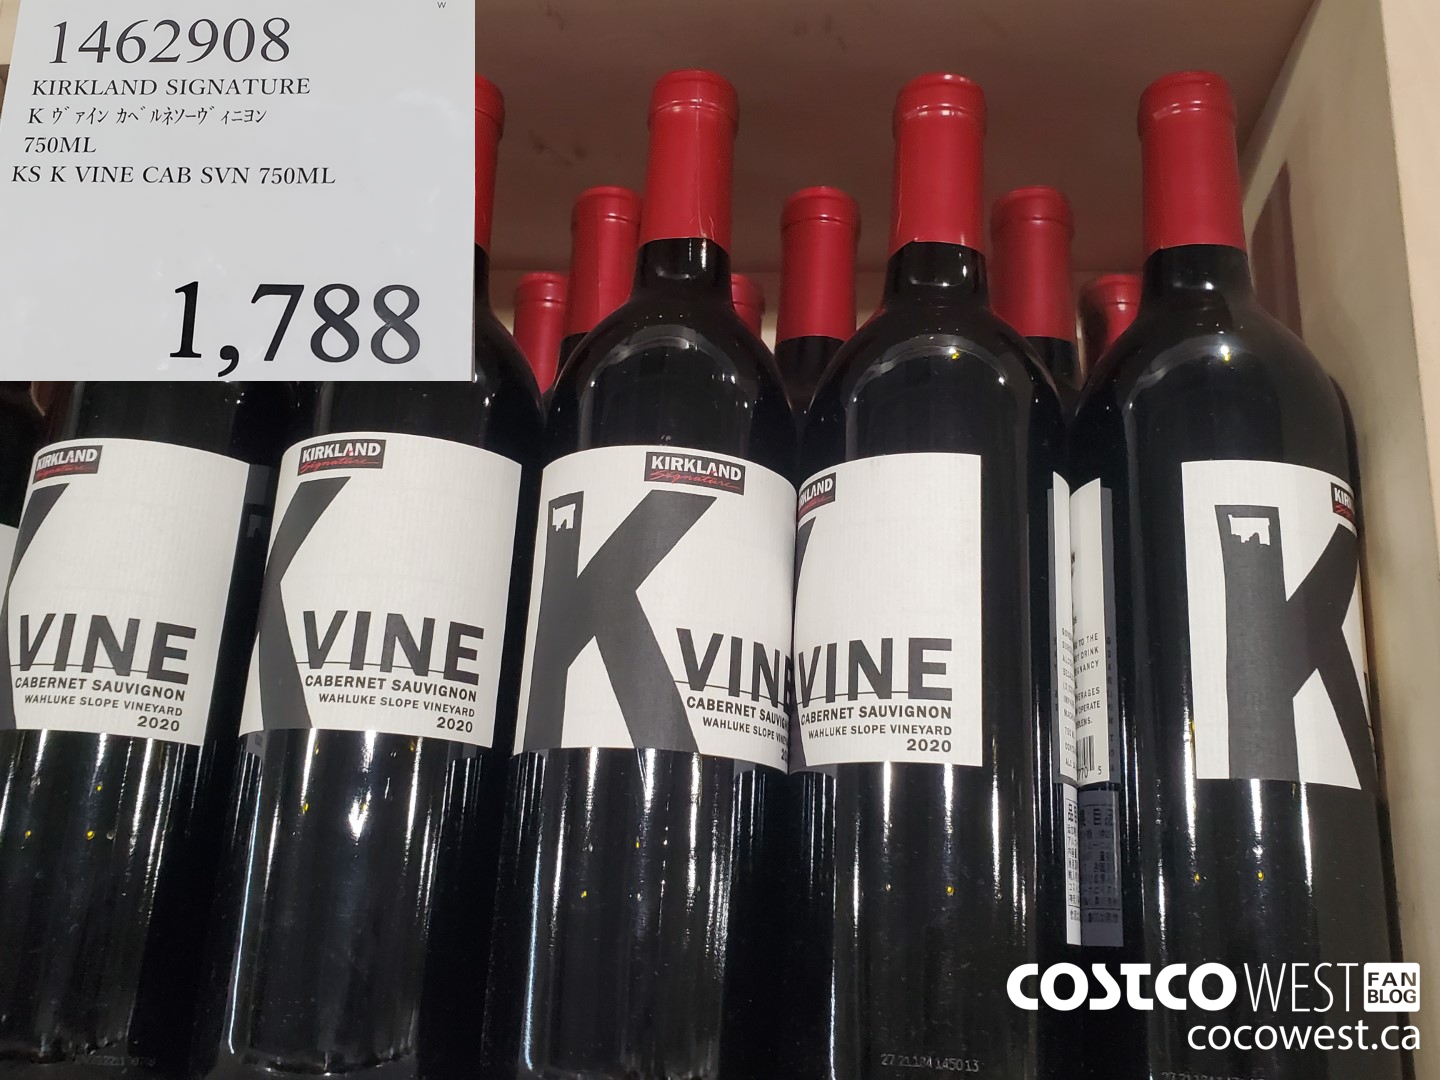 W
1462908
KIRKLAND SIGNATURE
K ヴァイン カベルネソーヴィニヨン
750ML
KS K VINE CAB SVN 750ML
1,788
KIRKLAND
Signature
VINE
CABERNET SAUVIGNON
WAHLUKE SLOPE VINEYARD
2020
KIRKLAND
Signature
K
VINE
CABERNET SAUVIGNON
WAHLUKE SLOPE VINEYARD
2020
KIRKLAND
Signature
K
VINE
CABERNET SAUVIGNON
WAHLUKE SLOPE
KIRKLAND
Signature
VINE
CABERNET SAUVIGNON
WAHLUKE SLOPE VINEYARD
2020
K
TO THE
DRINK
COSTCO WEST FAN BLOG
cocowest.ca